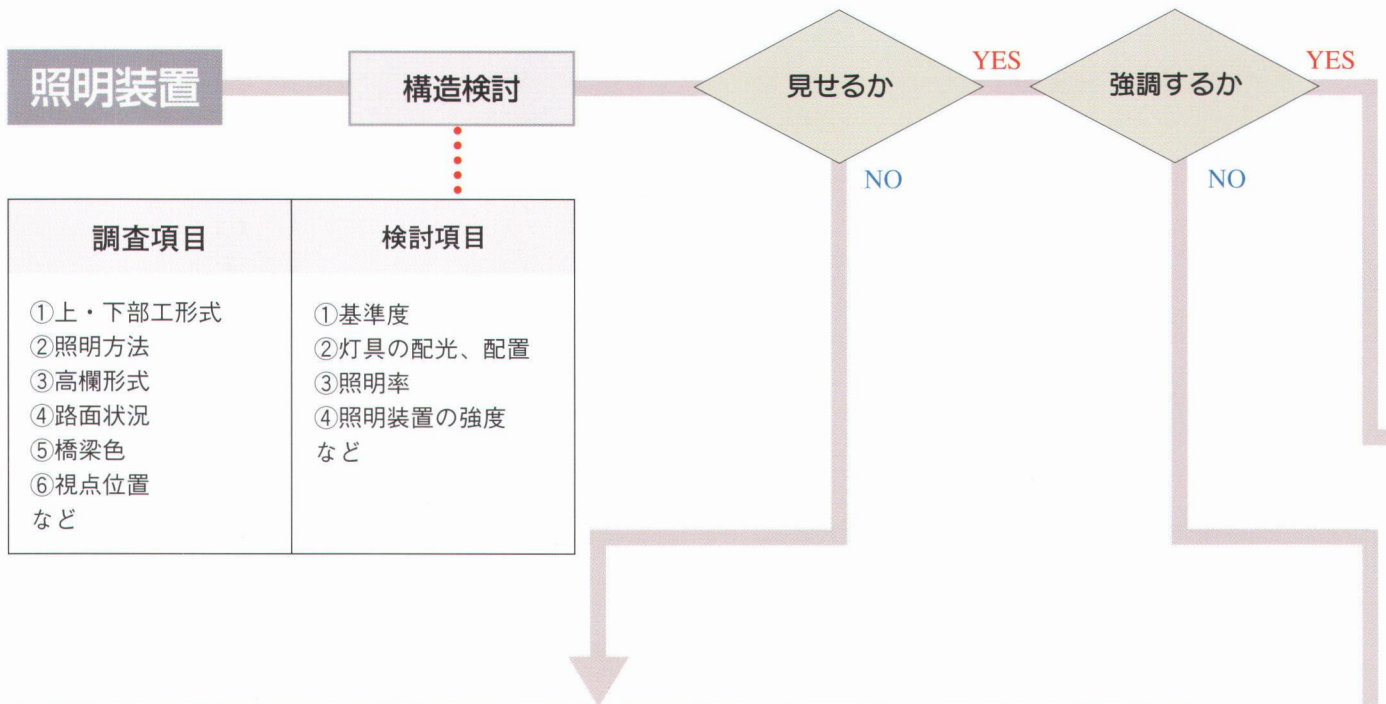 照明装置
構造検討
見せるか
YES
強調するか
YES
NO
NO
調査項目
①上・下部工形式
②照明方法
③高欄形式
④路面状況
⑤橋梁色
⑥視点位置
など
検討項目
①基準度
②灯具の配光、配置
③照明率
④照明装置の強度
など